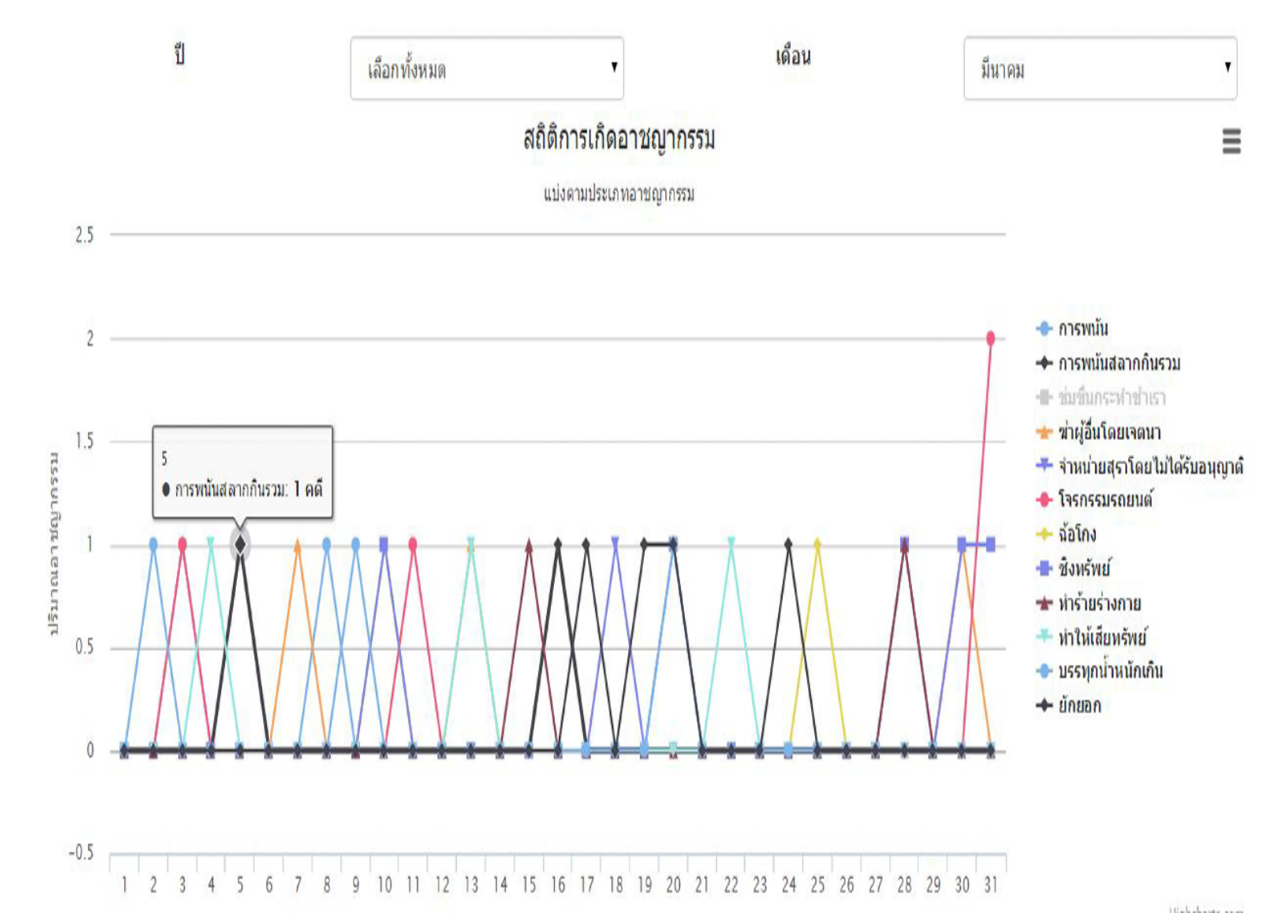 ปี เลือกทั้งหมด เดือน มีนาคม
สถิติการเกิดอาชญากรรม
แบ่งตามประเภทอาชญากรรม
ปริมาณอาชญากรรม
2.5
2
1.5
1
0.5
0
-0.5
5
การพนันสลากกินรวม: 1 คดี
1 2 3 4 5 6 7 8 9 10 11 12 13 14 15 16 17 18 19 20 21 22 23 24 25 26 27 28 29 30 31
การพนัน
การพนันสลากกินรวม
ข่มขืนกระทำชำเรา
ฆ่าผู้อื่นโดยเจตนา
จำหน่ายสุราโดยไม่ได้รับอนุญาติ
โจรกรรมรถยนต์
ฉ้อโกง
ชิงทรัพย์
ทำร้ายร่างกาย
ทำให้เสียทรัพย์
บรรทุกน้ำหนักเกิน
ยักยอก